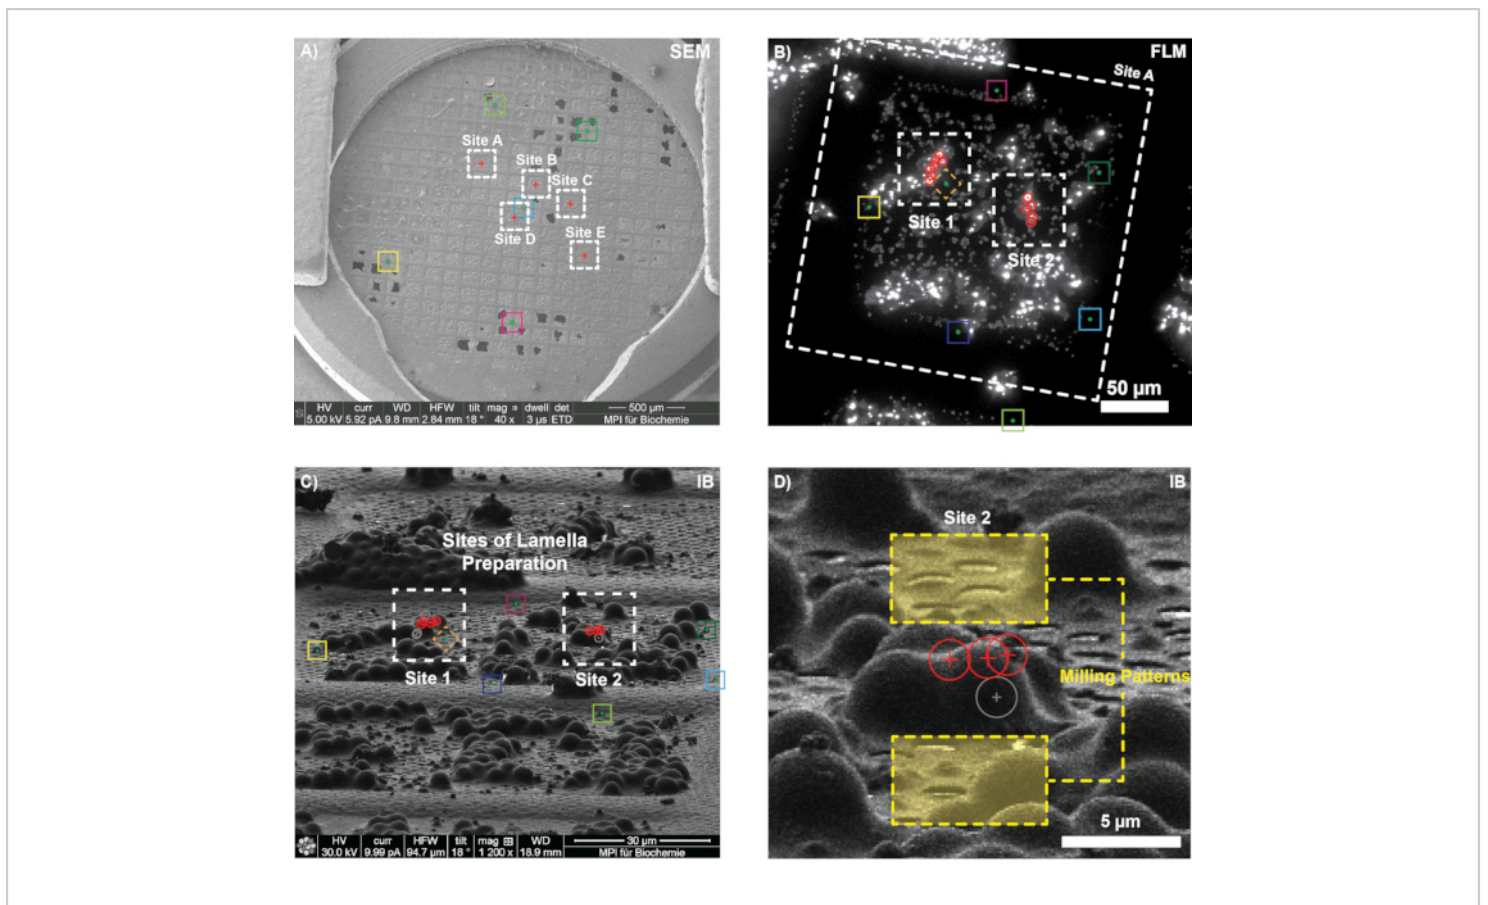 A)
SEM
Site A
Site B
Site C
Site D
Site E
HV curr WD HFW tilt mag dwell det
500 µm
5.00 kV 5.92 pA 9.8 mm 2.84 mm 18 ° 40 x 3 µs ETD MPI für Biochemie
B)
FLM
Site A
Site 1
Site 2
50 µm
C)
IB
Sites of Lamella
Preparation
Site 1
Site 2
HV curr HFW tilt mag WD
30 µm
30.0 kV 9.99 pA 94.7 µm 18 ° 1 200 x 18.9 mm MPI für Biochemie
D)
IB
Site 2
Milling Patterns
5 µm